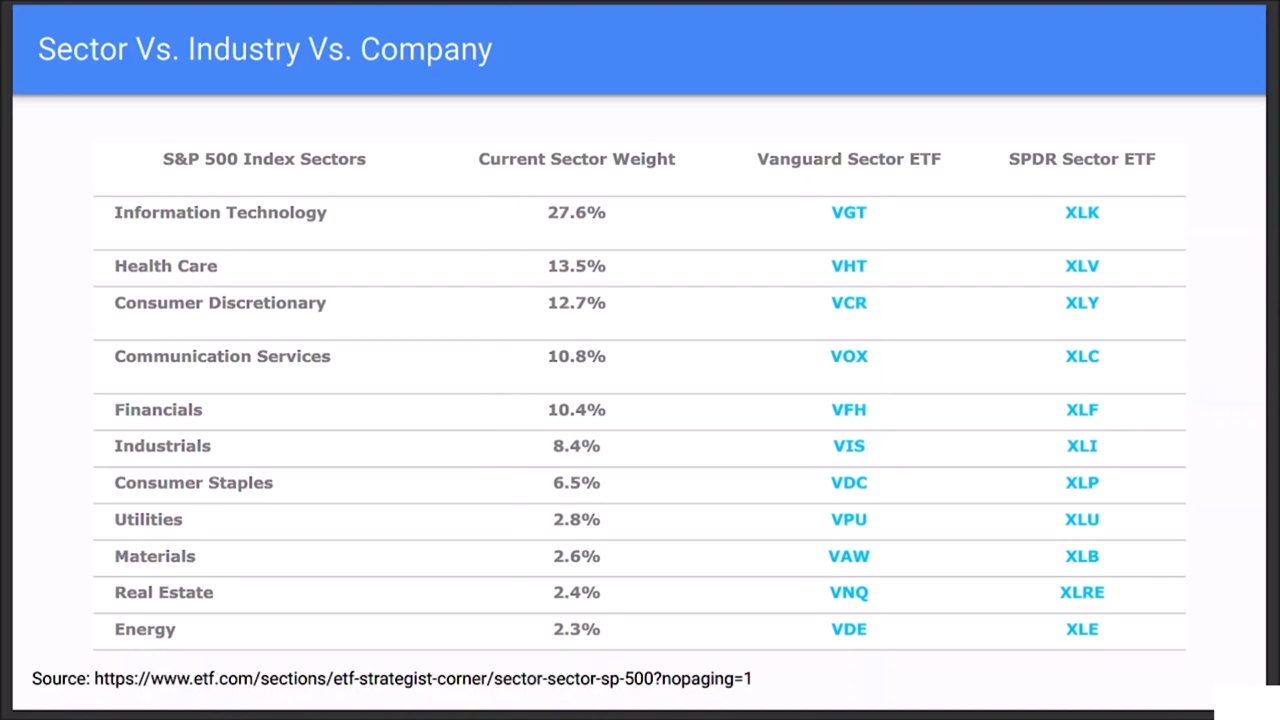 Sector Vs. Industry Vs. Company
S&P 500 Index Sectors Current Sector Weight Vanguard Sector ETF SPDR Sector ETF
Information Technology 27.6% VGT XLK
Health Care 13.5% VHT XLV
Consumer Discretionary 12.7% VCR XLY
Communication Services 10.8% VOX XLC
Financials 10.4% VFH XLF
Industrials 8.4% VIS XLI
Consumer Staples 6.5% VDC XLP
Utilities 2.8% VPU XLU
Materials 2.6% VAW XLB
Real Estate 2.4% VNQ XLRE
Energy 2.3% VDE XLE
Source: https://www.etf.com/sections/etf-strategist-corner/sector-sector-sp-500?nopaging=1